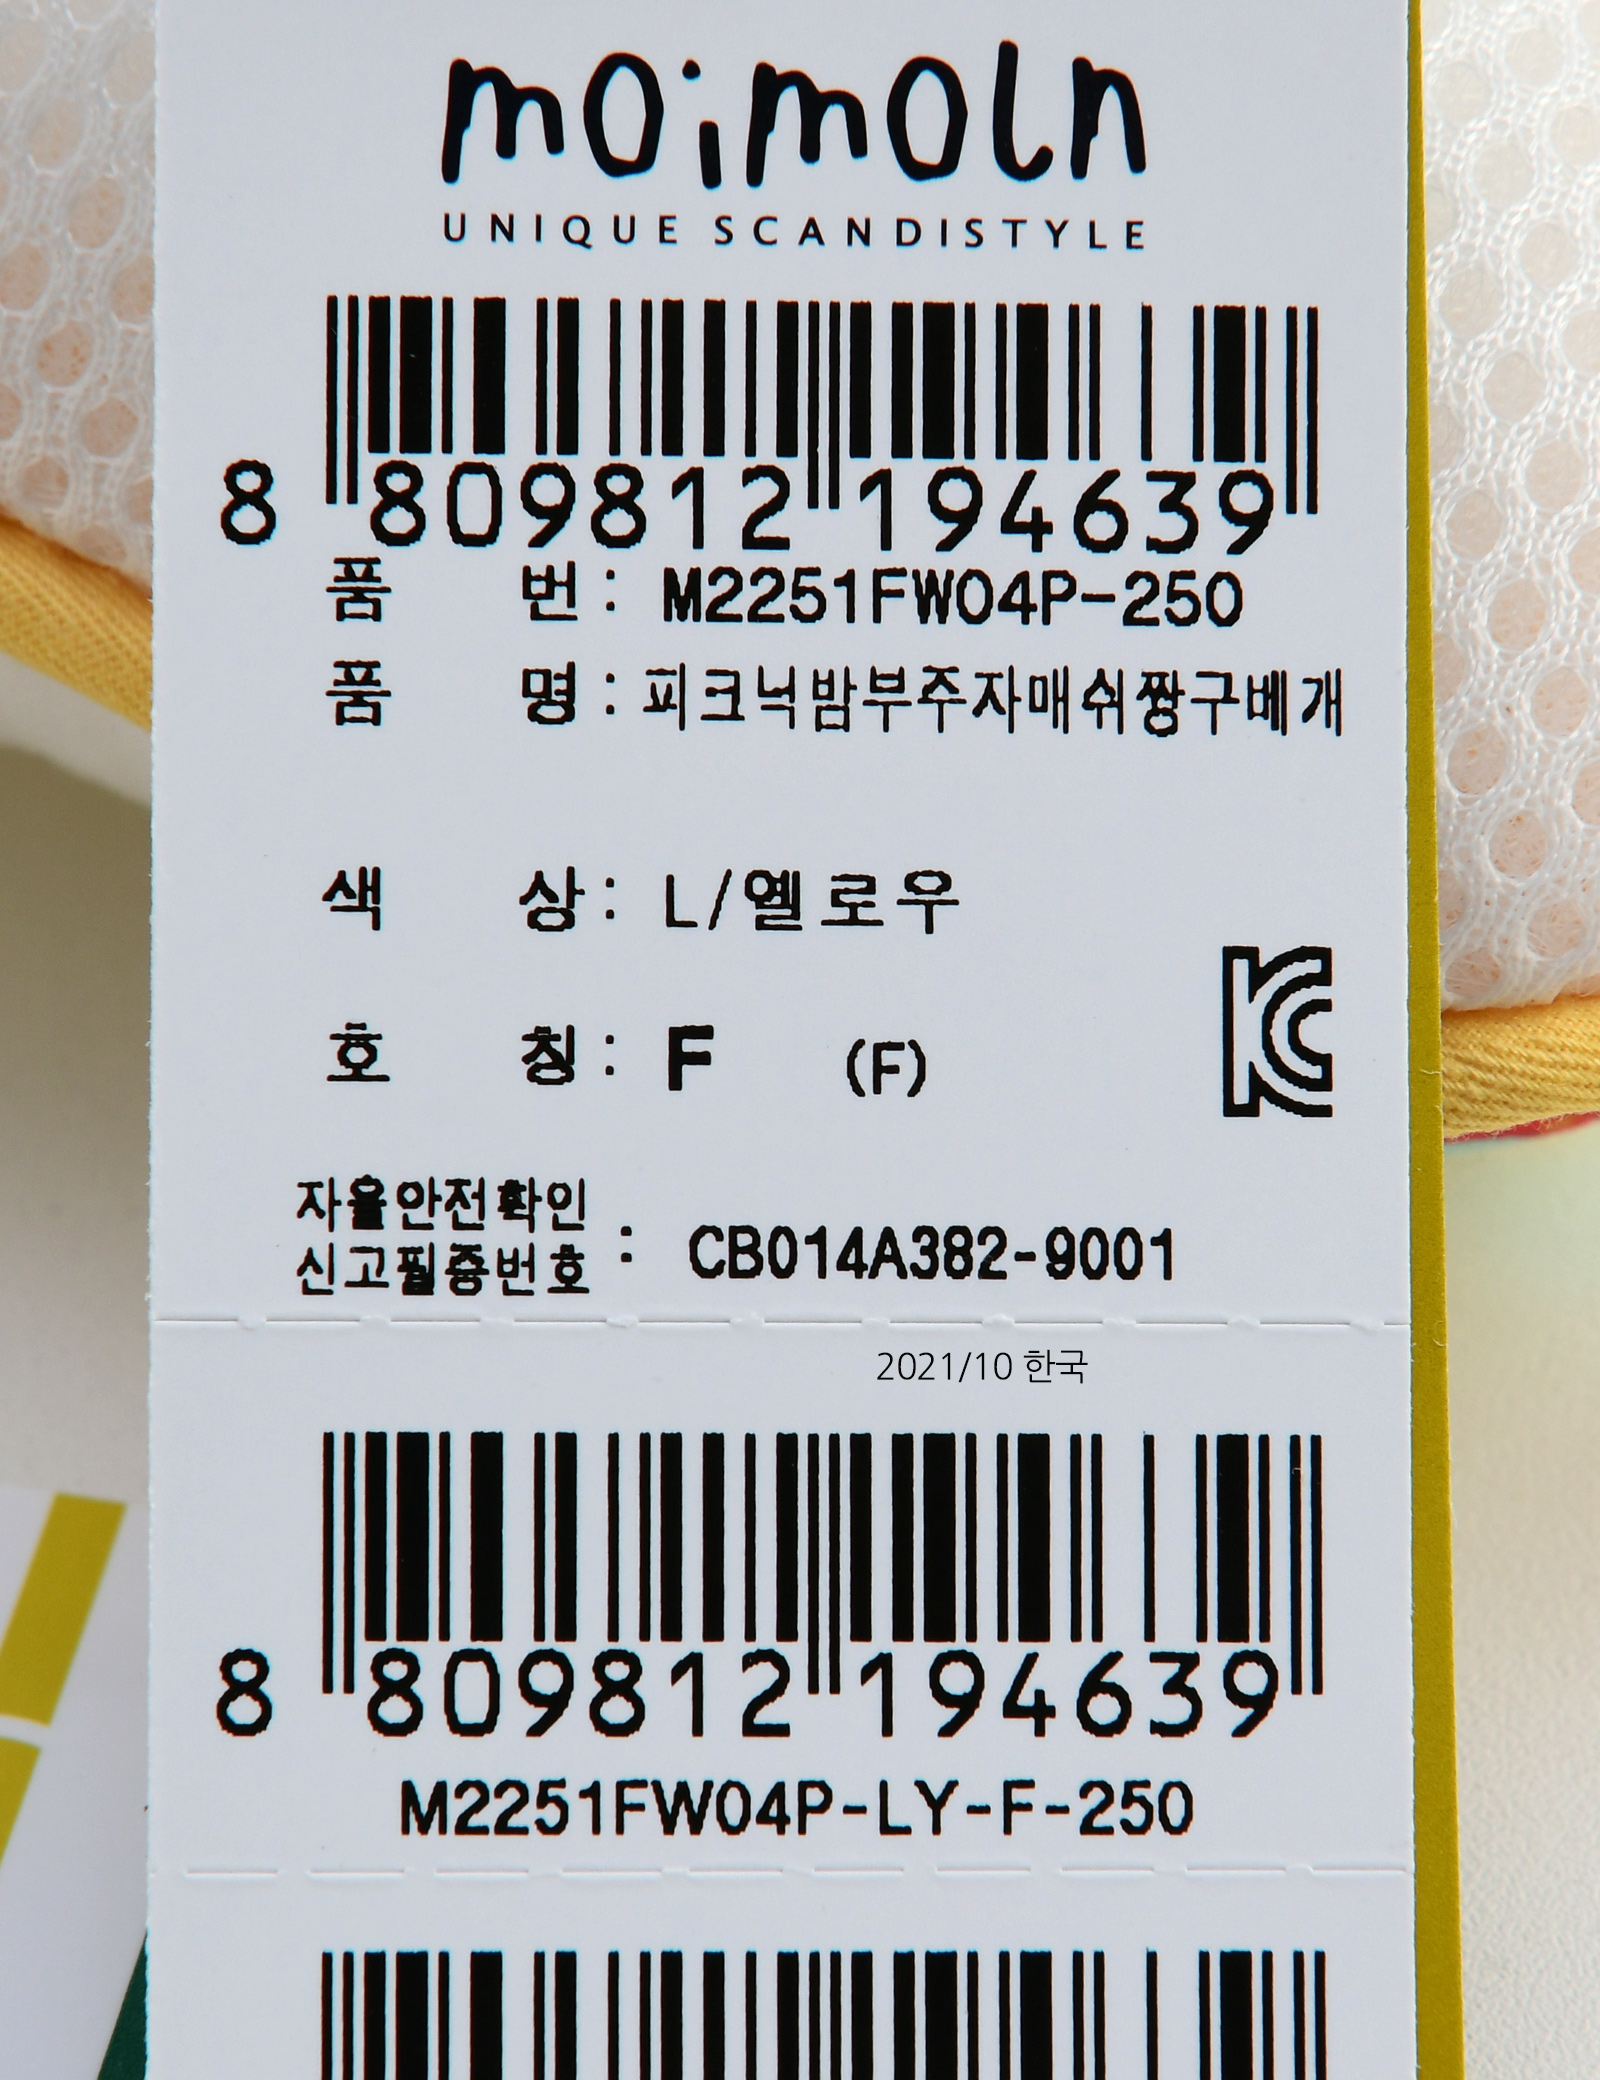 moimoln
UNIQUE SCANDISTYLE
8 809812 194639
품 번 : M2251FW04P-250
품 명 : 피크닉밤부주자매쉬짱구베개
색 상 : L/옐로우
호 칭 : F (F)
KC
자율안전확인
신고필증번호 : CB014A382-9001
2021/10 한국
8 809812 194639
M2251FW04P-LY-F-250